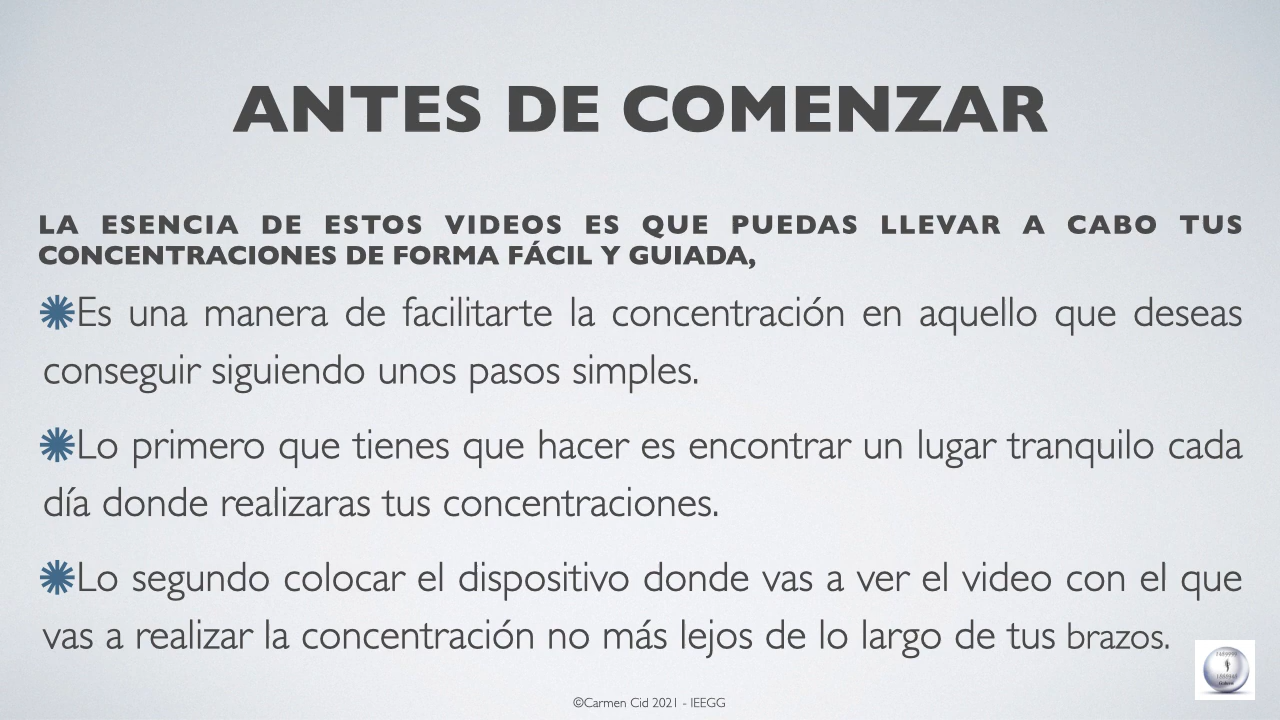 ANTES DE COMENZAR
LA ESENCIA DE ESTOS VIDEOS ES QUE PUEDAS LLEVAR A CABO TUS
CONCENTRACIONES DE FORMA FÁCIL Y GUIADA,
Es una manera de facilitarte la concentración en aquello que deseas
conseguir siguiendo unos pasos simples.
Lo primero que tienes que hacer es encontrar un lugar tranquilo cada
día donde realizaras tus concentraciones.
Lo segundo colocar el dispositivo donde vas a ver el video con el que
vas a realizar la concentración no más lejos de lo largo de tus brazos.
©Carmen Cid 2021 - IEEGG